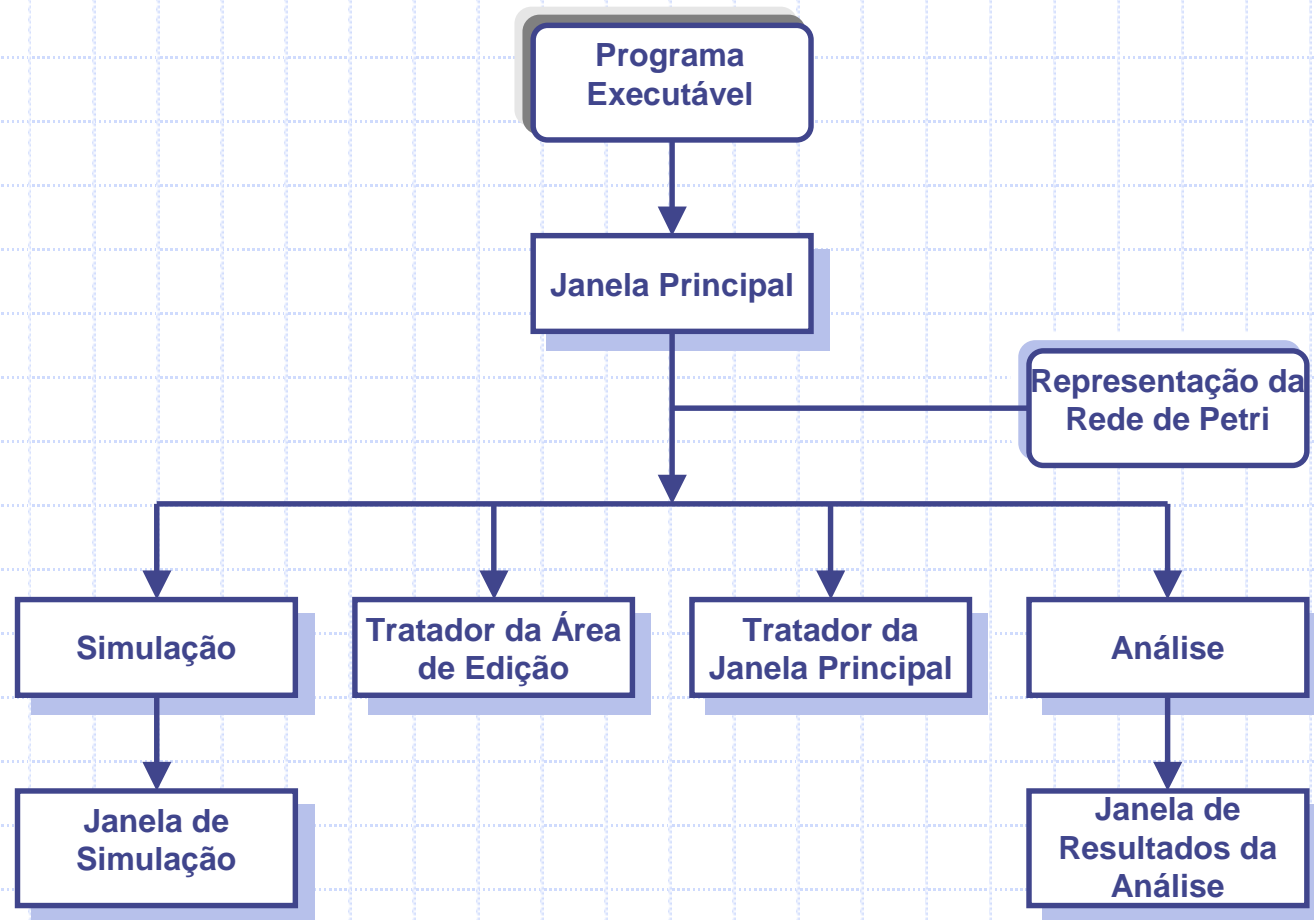 Programa
Executável
Janela Principal
Representação da
Rede de Petri
Simulação
Tratador da Área
de Edição
Tratador da
Janela Principal
Análise
Janela de
Simulação
Janela de
Resultados da
Análise